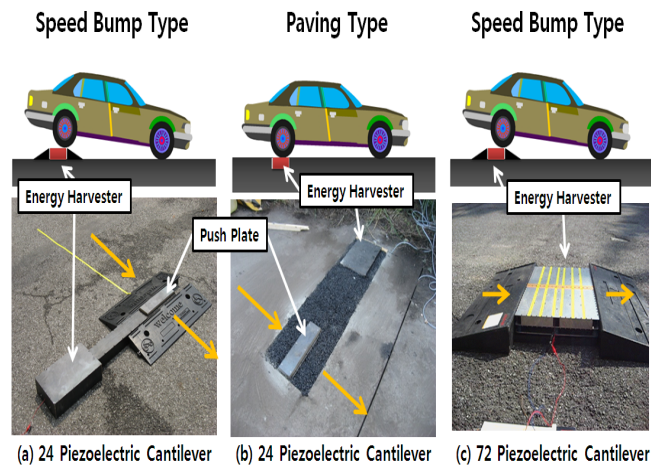 Speed Bump Type
Paving Type
Speed Bump Type
Energy Harvester
Energy Harvester
Energy Harvester
Push Plate
welcome
(a) 24 Piezoelectric Cantilever
(b) 24 Piezoelectric Cantilever
(c) 72 Piezoelectric Cantilever